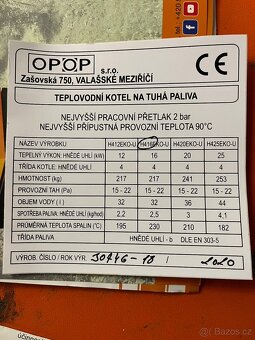 OPOP s.r.o.
Zašovská 750, VALAŠSKÉ MEZIŘÍČÍ
CE
TEPLOVODNÍ KOTEL NA TUHÁ PALIVA
NEJVYŠŠÍ PRACOVNÍ PŘETLAK 2 bar
NEJVYŠŠÍ PŘÍPUSTNÁ PROVOZNÍ TEPLOTA 90°C
NÁZEV VÝROBKU H412EKO-U H416EKO-U H420EKO-U H425EKO-U
TEPELNÝ VÝKON: HNĚDÉ UHLÍ (kW) 12 16 20 25
TŘÍDA KOTLE: HNĚDÉ UHLÍ 4 4 4 4
HMOTNOST (kg) 217 217 241 253
PROVOZNÍ TAH (Pa) 15 - 22 15 - 22 15 - 22 15 - 22
OBJEM VODY ( l ) 32 32 36 44
SPOTŘEBA PALIVA: HNĚDÉ UHLÍ (kg/hod) 2,2 2,5 3 4,1
PRŮMĚRNÁ TEPLOTA SPALIN (°C) 195 230 210 182
TŘÍDA PALIVA HNĚDÉ UHLÍ - b DLE EN 303-5
VÝROB. ČÍSLO / ROK VÝR. 2020
bazos.cz